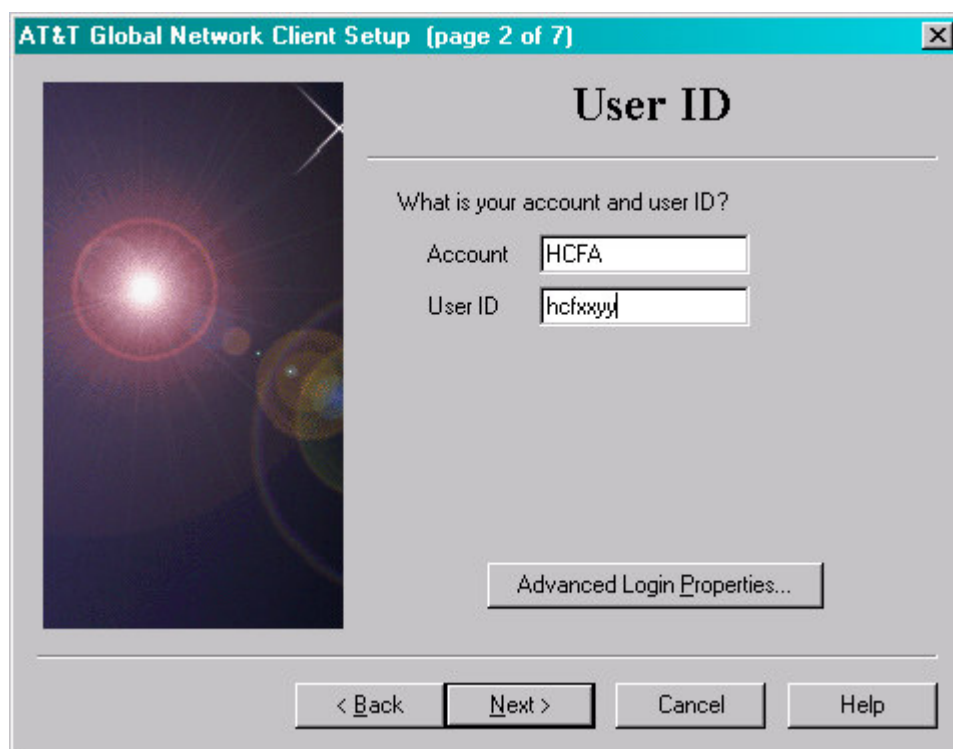 AT&T Global Network Client Setup (page 2 of 7)
User ID
What is your account and user ID?
Account HCFA
User ID hcfxxyy
Advanced Login Properties...
< Back Next > Cancel Help